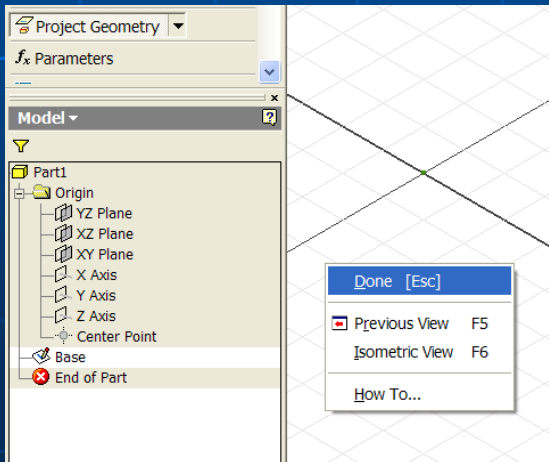 Project Geometry
fx Parameters
Model
Part1
Origin
YZ Plane
XZ Plane
XY Plane
X Axis
Y Axis
Z Axis
Center Point
Base
End of Part
Done [Esc]
Previous View F5
Isometric View F6
How To...